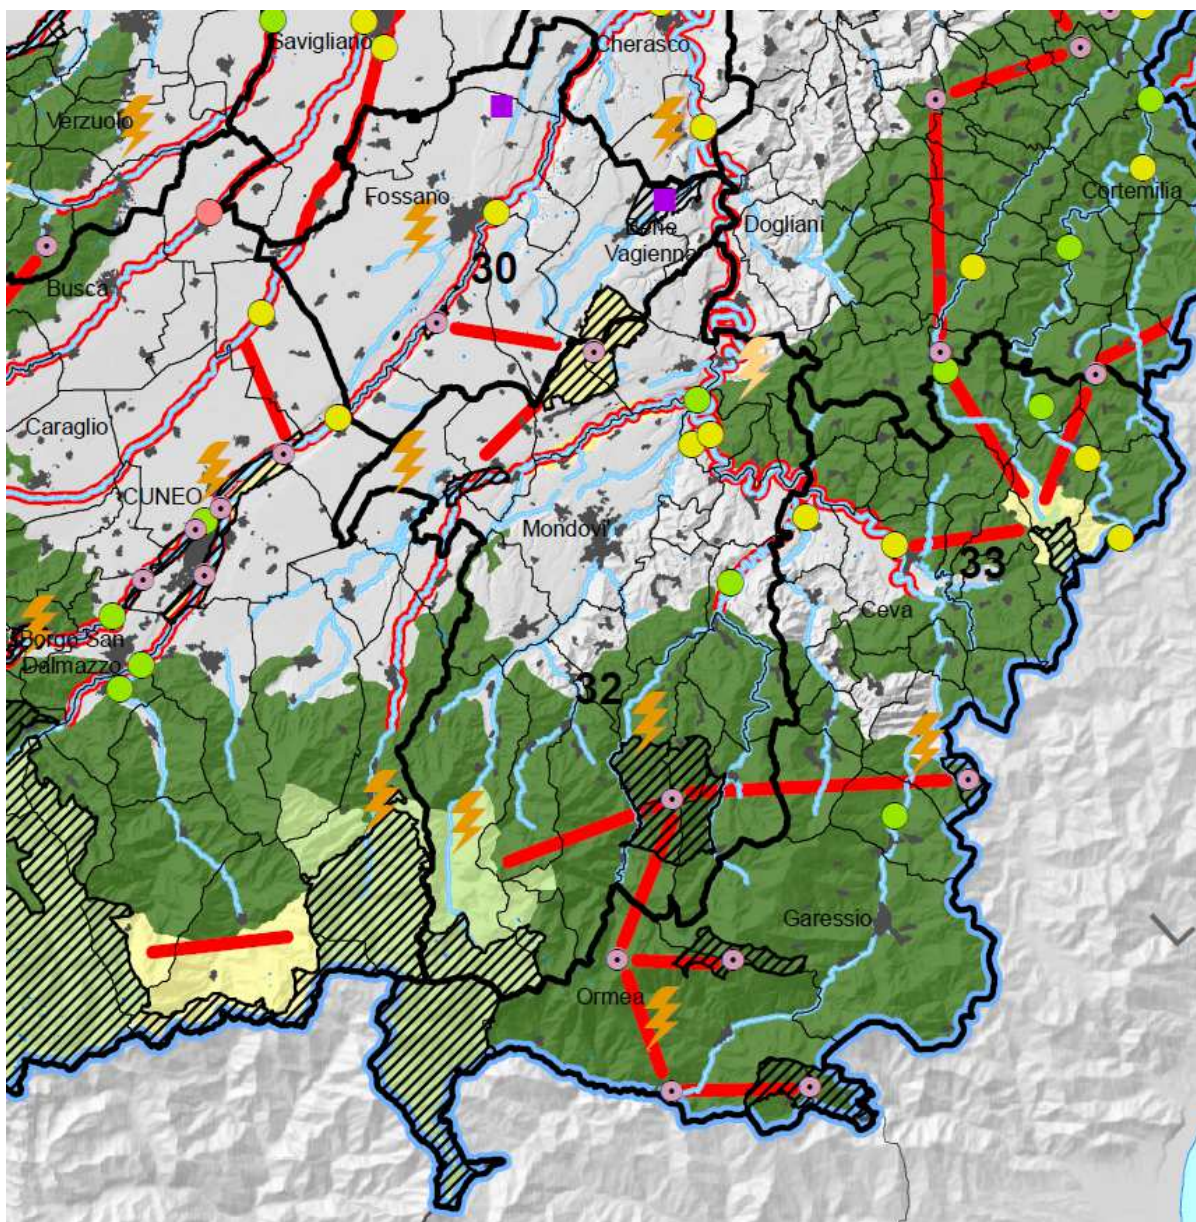 Savigliano
Cherasco
Verzuolo
Cortemilia
Fossano
Dogliani
Bene
Vagienna
30
Busca
Caraglio
CUNEO
Mondovi'
33
Ceva
Borgo San
Dalmazzo
32
Garessio
Ormea